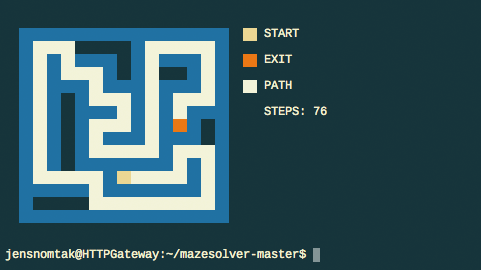 START
EXIT
PATH
STEPS: 76
jensnomtak@HTTPGateway:~/mazesolver-master$